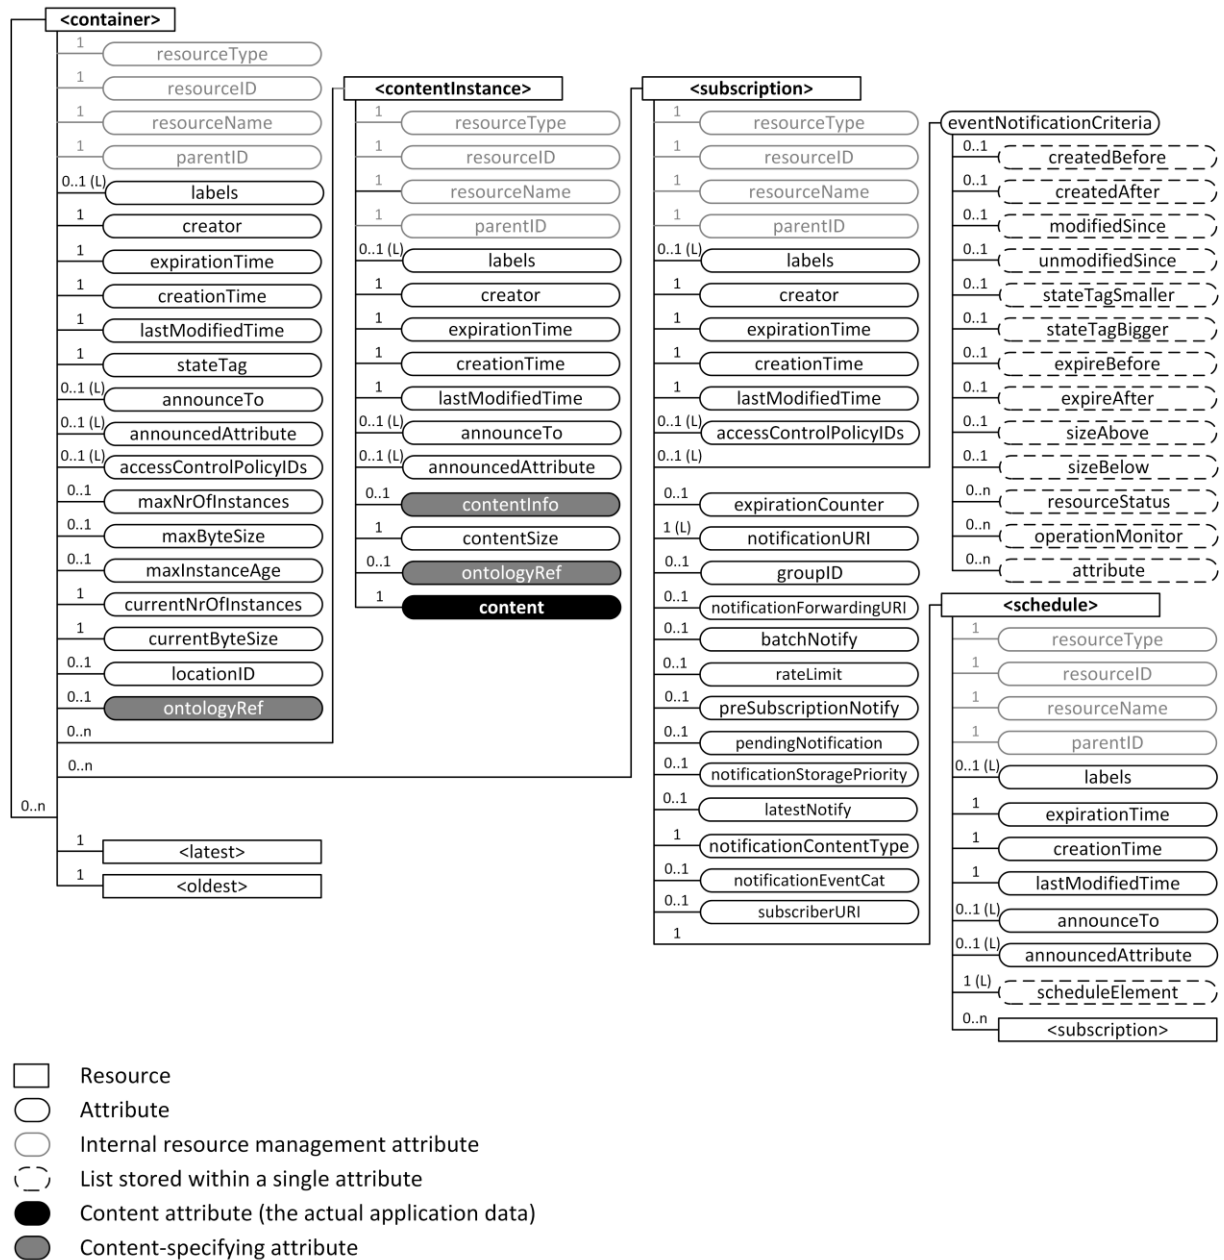 <container>
1 resourceType
1 resourceID
1 resourceName
1 parentID
0..1 (L) labels
1 creator
1 expirationTime
1 creationTime
1 lastModifiedTime
1 stateTag
0..1 (L) announceTo
0..1 (L) announcedAttribute
0..1 (L) accessControlPolicyIDs
0..1 maxNrOfInstances
0..1 maxByteSize
0..1 maxInstanceAge
1 currentNrOfInstances
1 currentByteSize
0..1 locationID
0..1 ontologyRef
0..n
0..n
0..n
1 <latest>
1 <oldest>
<contentInstance>
1 resourceType
1 resourceID
1 resourceName
1 parentID
0..1 (L) labels
1 creator
1 expirationTime
1 creationTime
1 lastModifiedTime
0..1 (L) announceTo
0..1 (L) announcedAttribute
0..1 contentInfo
1 contentSize
0..1 ontologyRef
1 content
<subscription>
1 resourceType
1 resourceID
1 resourceName
1 parentID
0..1 (L) labels
1 creator
1 expirationTime
1 creationTime
1 lastModifiedTime
0..1 (L) accessControlPolicyIDs
0..1 (L)
0..1 expirationCounter
1 (L) notificationURI
0..1 groupID
0..1 notificationForwardingURI
0..1 batchNotify
0..1 rateLimit
0..1 preSubscriptionNotify
0..1 pendingNotification
0..1 notificationStoragePriority
0..1 latestNotify
1 notificationContentType
0..1 notificationEventCat
0..1 subscriberURI
1
eventNotificationCriteria
0..1 createdBefore
0..1 createdAfter
0..1 modifiedSince
0..1 unmodifiedSince
0..1 stateTagSmaller
0..1 stateTagBigger
0..1 expireBefore
0..1 expireAfter
0..1 sizeAbove
0..1 sizeBelow
0..n resourceStatus
0..n operationMonitor
0..n attribute
<schedule>
1 resourceType
1 resourceID
1 resourceName
1 parentID
0..1 (L) labels
1 expirationTime
1 creationTime
1 lastModifiedTime
0..1 (L) announceTo
0..1 (L) announcedAttribute
1 (L) scheduleElement
0..n <subscription>
Resource
Attribute
Internal resource management attribute
List stored within a single attribute
Content attribute (the actual application data)
Content-specifying attribute